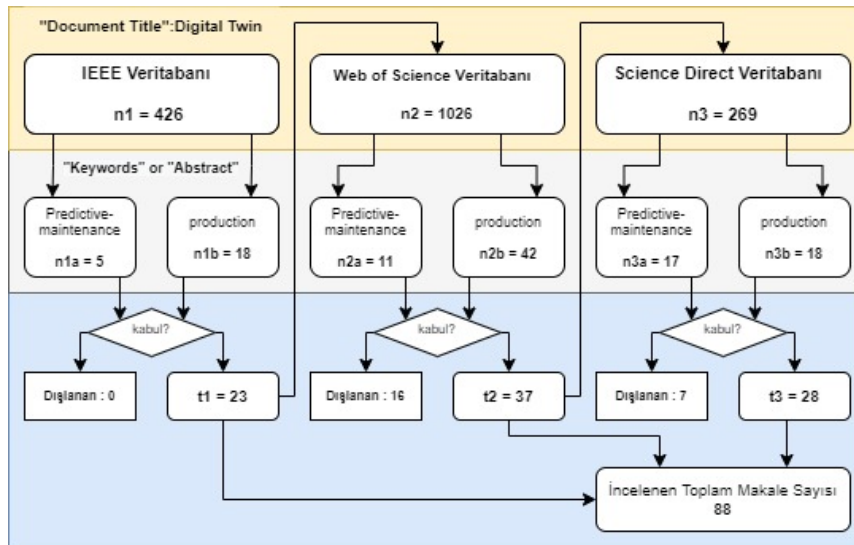 "Document Title":Digital Twin
IEEE Veritabanı
n1 = 426
Web of Science Veritabanı
n2 = 1026
Science Direct Veritabanı
n3 = 269
"Keywords" or "Abstract"
Predictive-
maintenance
n1a = 5
production
n1b = 18
Predictive-
maintenance
n2a = 11
production
n2b = 42
Predictive-
maintenance
n3a = 17
production
n3b = 18
kabul?
kabul?
kabul?
Dışlanan : 0
t1 = 23
Dışlanan : 16
t2 = 37
Dışlanan : 7
t3 = 28
İncelenen Toplam Makale Sayısı
88